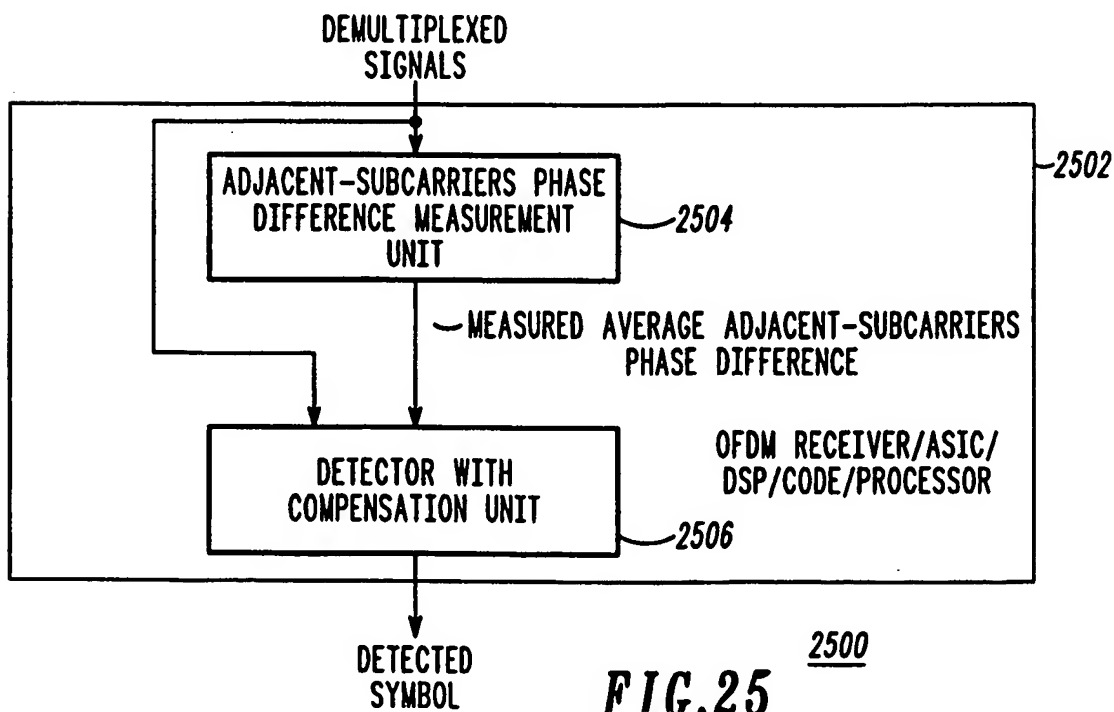 DEMULTIPLEXED
SIGNALS
2502
ADJACENT-SUBCARRIERS PHASE
DIFFERENCE MEASUREMENT
UNIT
2504
MEASURED AVERAGE ADJACENT-SUBCARRIERS
PHASE DIFFERENCE
DETECTOR WITH
COMPENSATION UNIT
OFDM RECEIVER/ASIC/
DSP/CODE/PROCESSOR
2506
DETECTED
SYMBOL
2500
FIG.25